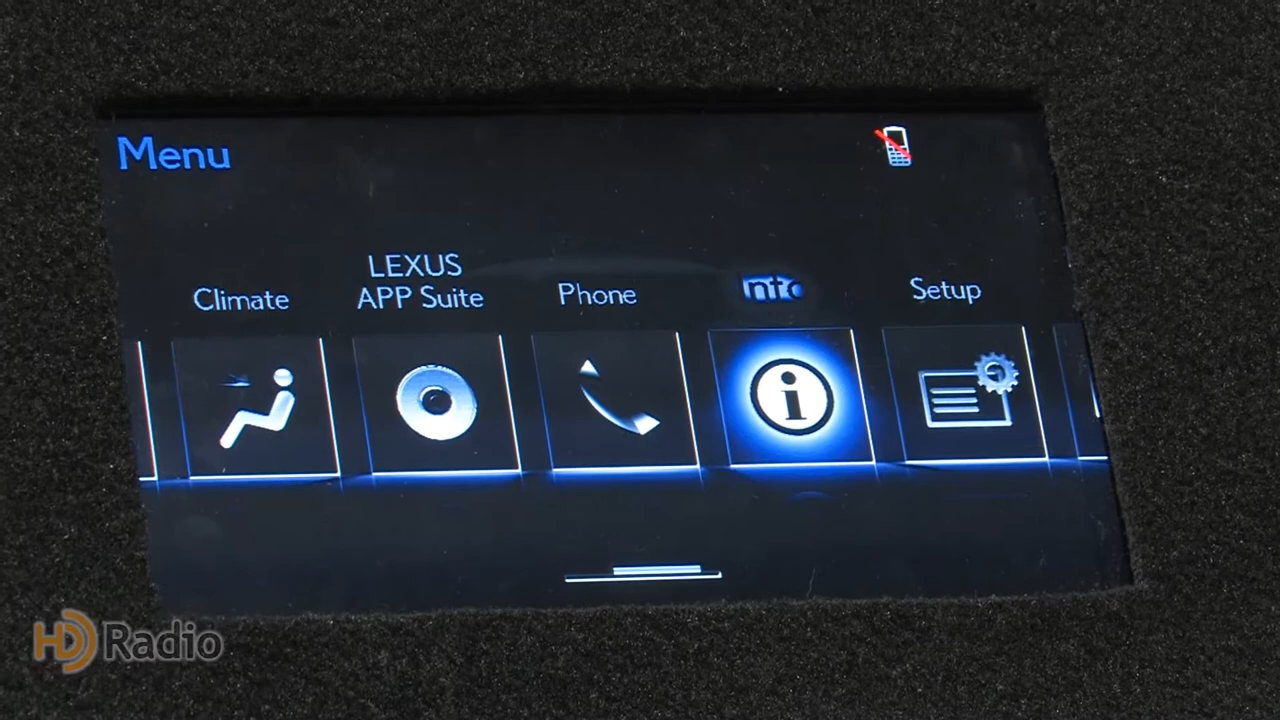 Menu
Climate
LEXUS
APP Suite
Phone
Info
Setup
HD Radio